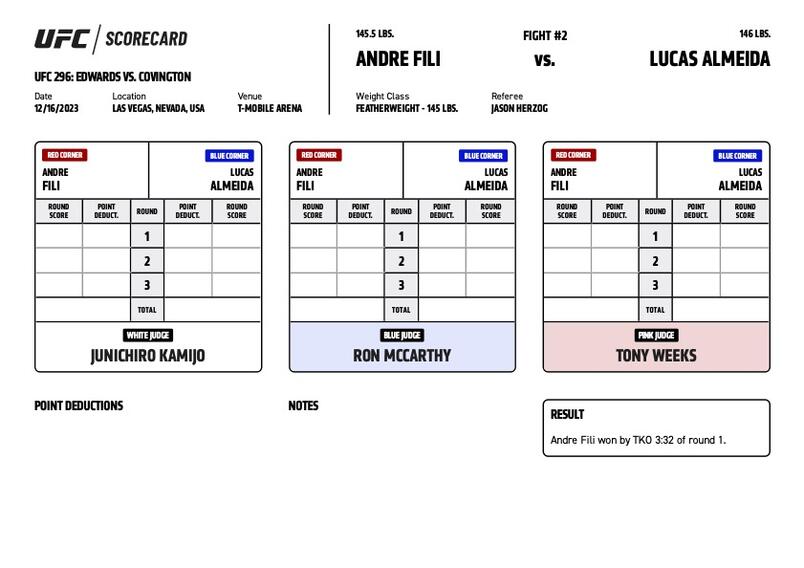 UFC / SCORECARD
UFC 296: EDWARDS VS. COVINGTON
Date Location Venue
12/16/2023 LAS VEGAS, NEVADA, USA T-MOBILE ARENA
145.5 LBS. FIGHT #2 146 LBS.
ANDRE FILI VS. LUCAS ALMEIDA
Weight Class Referee
FEATHERWEIGHT - 145 LBS. JASON HERZOG
RED CORNER BLUE CORNER
ANDRE LUCAS
FILI ALMEIDA
ROUND POINT ROUND POINT ROUND
SCORE DEDUCT. DEDUCT. SCORE
1
2
3
TOTAL
WHITE JUDGE
JUNICHIRO KAMIJO
RED CORNER BLUE CORNER
ANDRE LUCAS
FILI ALMEIDA
ROUND POINT ROUND POINT ROUND
SCORE DEDUCT. DEDUCT. SCORE
1
2
3
TOTAL
BLUE JUDGE
RON MCCARTHY
RED CORNER BLUE CORNER
ANDRE LUCAS
FILI ALMEIDA
ROUND POINT ROUND POINT ROUND
SCORE DEDUCT. DEDUCT. SCORE
1
2
3
TOTAL
PINK JUDGE
TONY WEEKS
POINT DEDUCTIONS
NOTES
RESULT
Andre Fili won by TKO 3:32 of round 1.